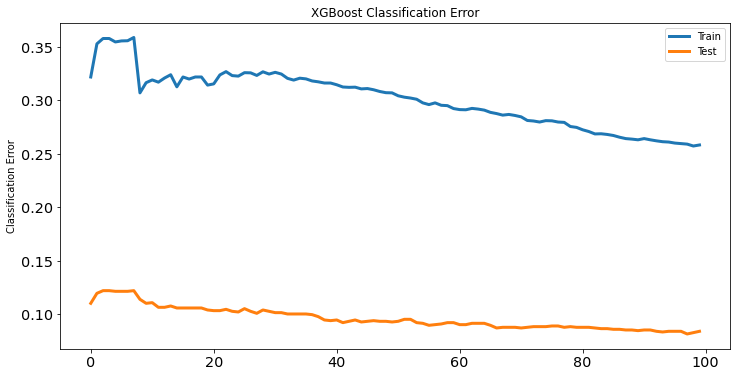 XGBoost Classification Error
Train
Test
Classification Error
0.35
0.30
0.25
0.20
0.15
0.10
0 20 40 60 80 100